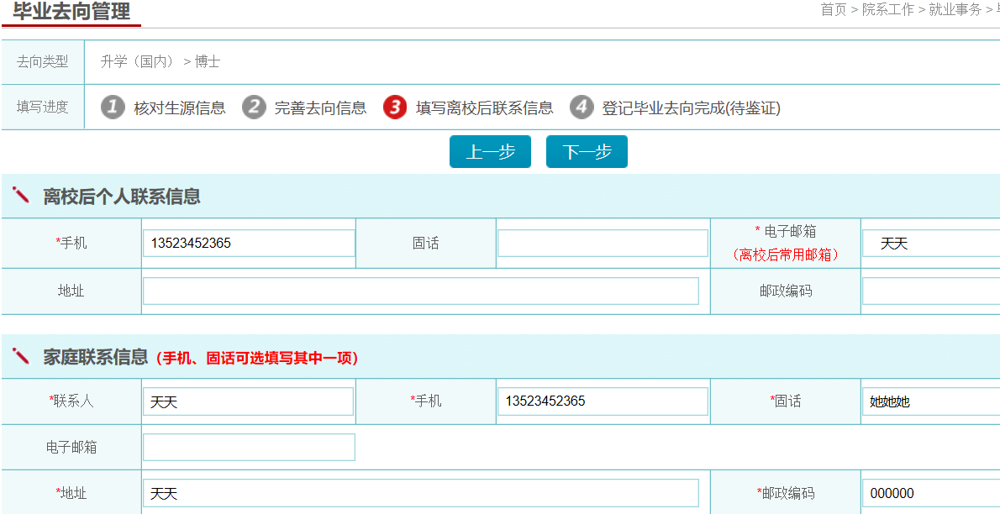 毕业去向管理
首页 > 院系工作 > 就业事务 >
去向类型 升学（国内） > 博士
填写进度 1 核对生源信息 2 完善去向信息 3 填写离校后联系信息 4 登记毕业去向完成(待鉴证)
上一步 下一步
离校后个人联系信息
*手机 13523452365 固话 * 电子邮箱 天天
（离校后常用邮箱）
地址 邮政编码
家庭联系信息（手机、固话可选填写其中一项）
*联系人 天天 *手机 13523452365 *固话 她她她
电子邮箱
*地址 天天 *邮政编码 000000